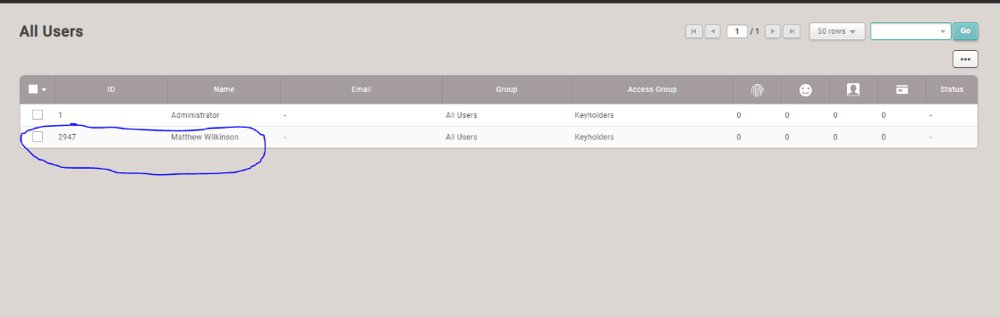 All Users
1 / 1
50 rows
Go
•••
ID Name Email Group Access Group Status
1 Administrator - All Users Keyholders 0 0 0 0 -
2947 Matthew Wilkinson - All Users Keyholders 0 0 0 0 -